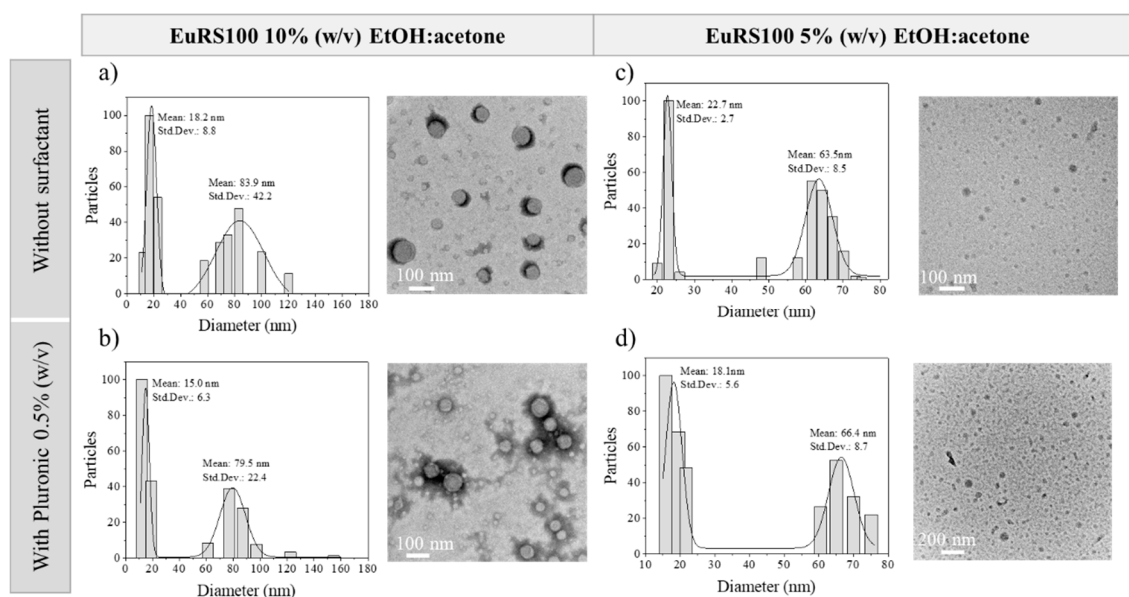 EuRS100 10% (w/v) EtOH:acetone
EuRS100 5% (w/v) EtOH:acetone
Without surfactant
With Pluronic 0.5% (w/v)
a)
Mean: 18.2 nm
Std.Dev.: 8.8
Mean: 83.9 nm
Std.Dev.: 42.2
Particles
100
80
60
40
20
0
0 20 40 60 80 100 120 140 160 180
Diameter (nm)
100 nm
c)
Mean: 22.7 nm
Std.Dev.: 2.7
Mean: 63.5nm
Std.Dev.: 8.5
Particles
100
80
60
40
20
0
20 30 40 50 60 70 80
Diameter (nm)
100 nm
b)
Mean: 15.0 nm
Std.Dev.: 6.3
Mean: 79.5 nm
Std.Dev.: 22.4
Particles
100
80
60
40
20
0
0 20 40 60 80 100 120 140 160 180
Diameter (nm)
100 nm
d)
Mean: 18.1nm
Std.Dev.: 5.6
Mean: 66.4 nm
Std.Dev.: 8.7
Particles
100
80
60
40
20
0
10 20 30 40 50 60 70 80
Diameter (nm)
200 nm